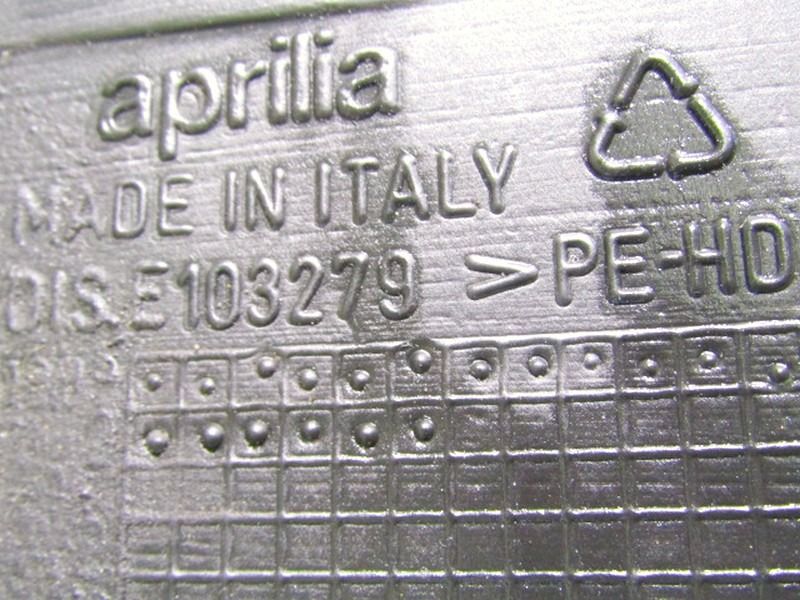 aprilia
MADE IN ITALY
DIS. E103279 > PE-HD